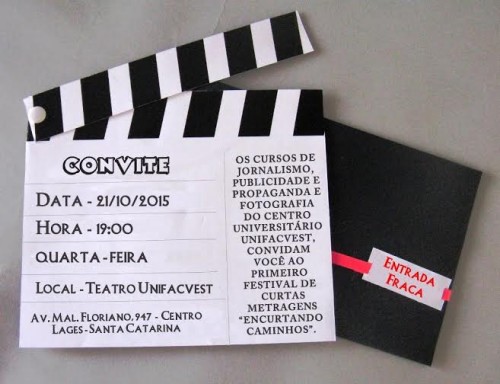 CONVITE
DATA - 21/10/2015
HORA - 19:00
QUARTA - FEIRA
LOCAL - TEATRO UNIFACVEST
AV. MAL. FLORIANO, 947 - CENTRO
LAGES - SANTA CATARINA
OS CURSOS DE
JORNALISMO,
PUBLICIDADE E
PROPAGANDA E
FOTOGRAFIA
DO CENTRO
UNIVERSITÁRIO
UNIFACVEST,
CONVIDAM
VOCÊ AO
PRIMEIRO
FESTIVAL DE
CURTAS
METRAGENS
“ENCURTANDO
CAMINHOS”.
ENTRADA
FRACA